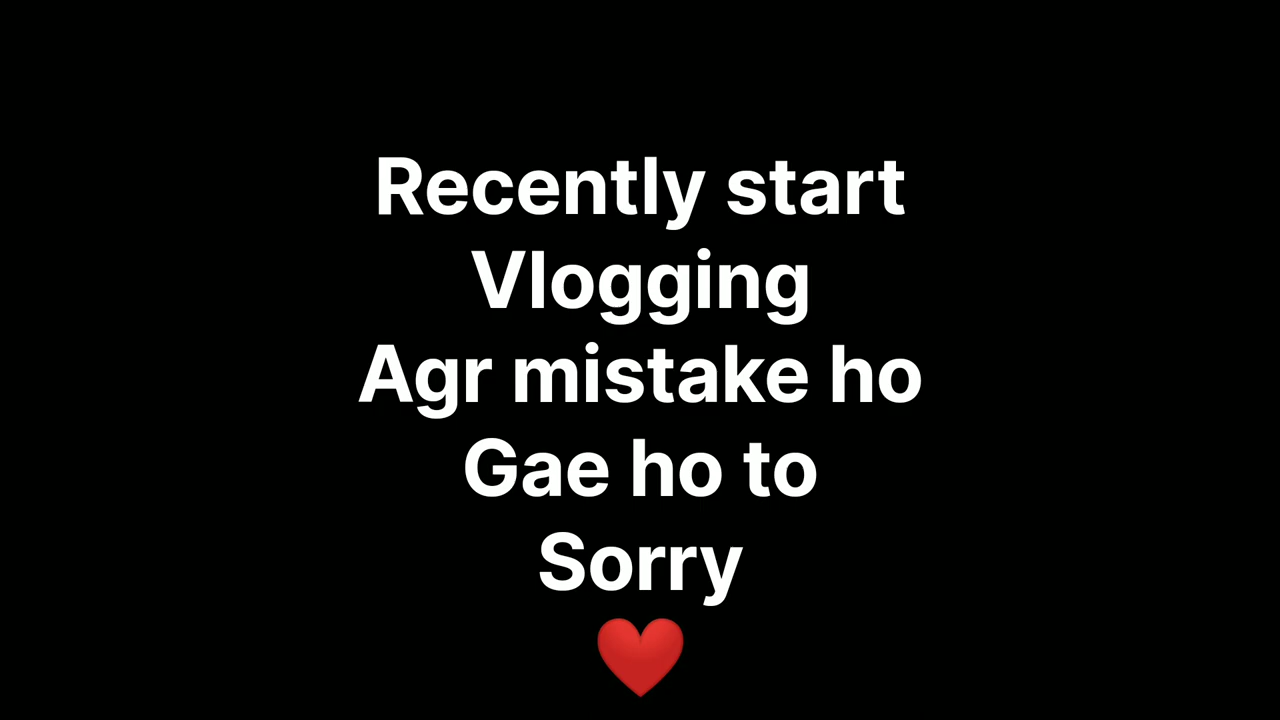 Recently start
Vlogging
Agr mistake ho
Gae ho to
Sorry
❤️